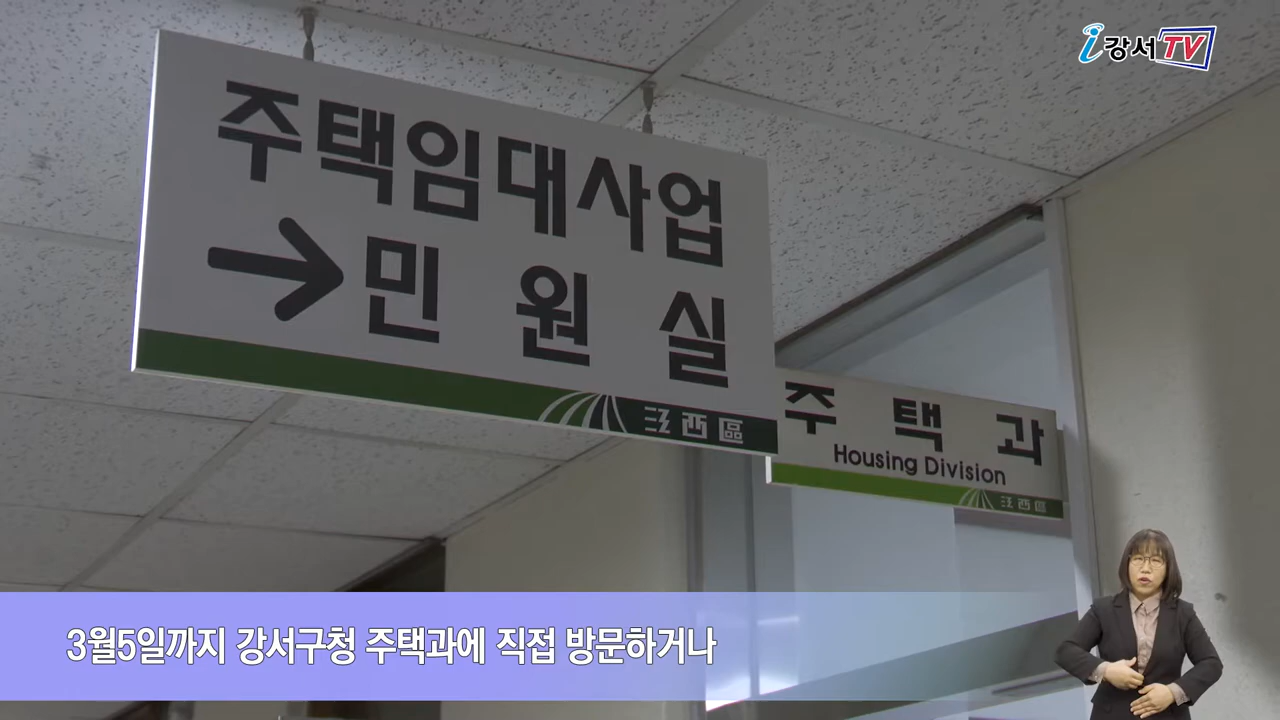 i강서TV
주택임대사업
→민 원 실
江西區
주 택 과
Housing Division
江西區
3월5일까지 강서구청 주택과에 직접 방문하거나